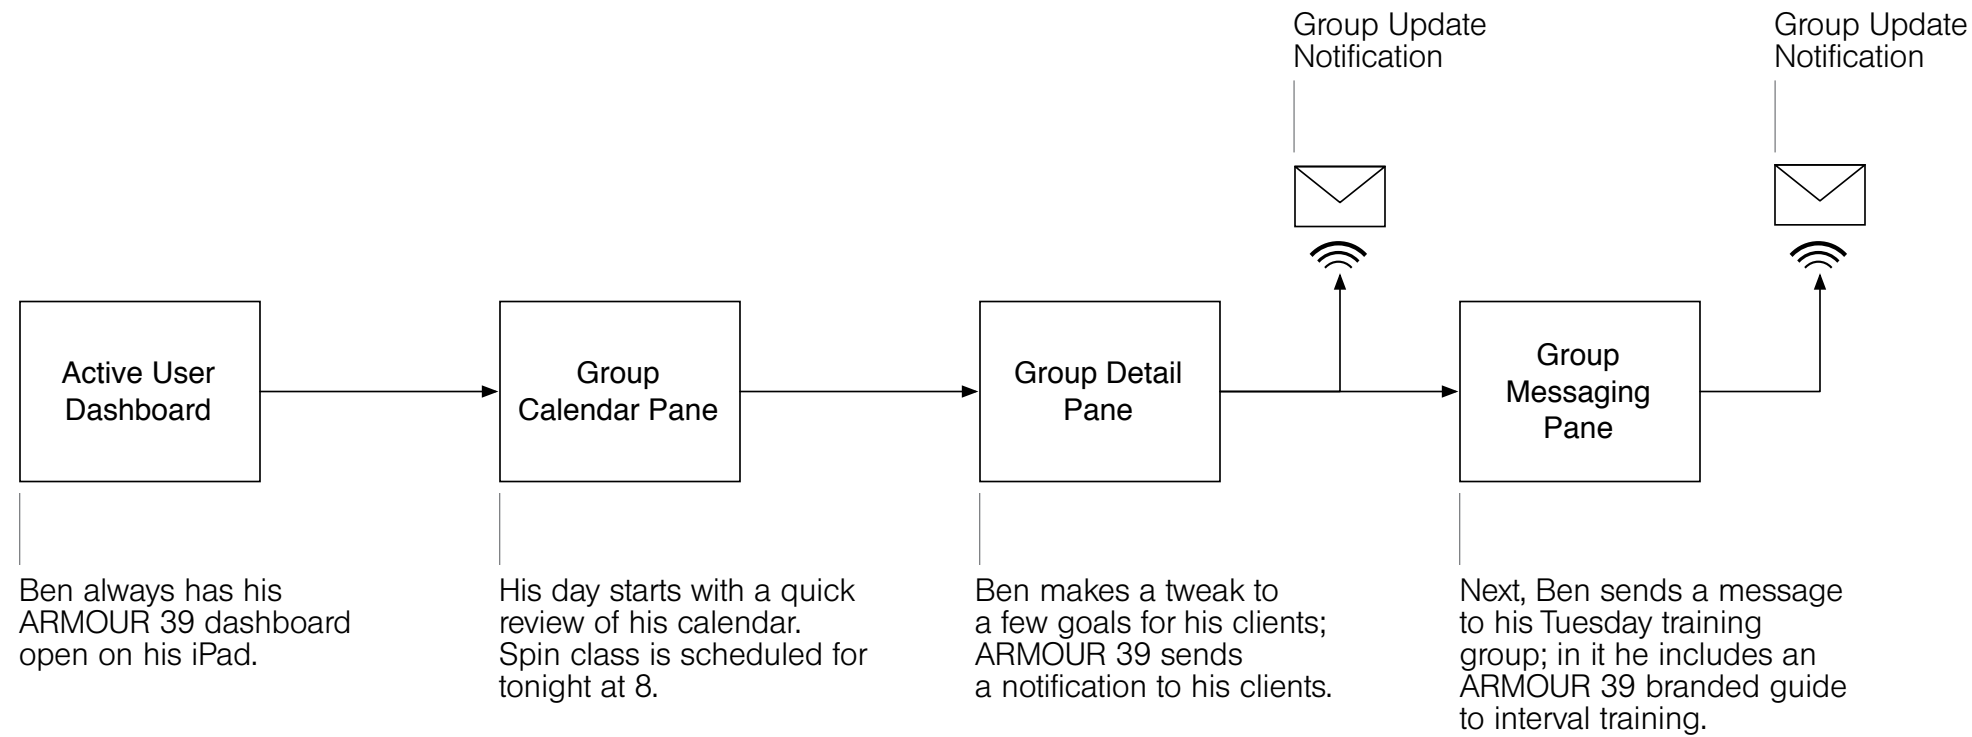 Group Update
Notification
Group Update
Notification
Active User
Dashboard
Group
Calendar Pane
Group Detail
Pane
Group
Messaging
Pane
Ben always has his
ARMOUR 39 dashboard
open on his iPad.
His day starts with a quick
review of his calendar.
Spin class is scheduled for
tonight at 8.
Ben makes a tweak to
a few goals for his clients;
ARMOUR 39 sends
a notification to his clients.
Next, Ben sends a message
to his Tuesday training
group; in it he includes an
ARMOUR 39 branded guide
to interval training.